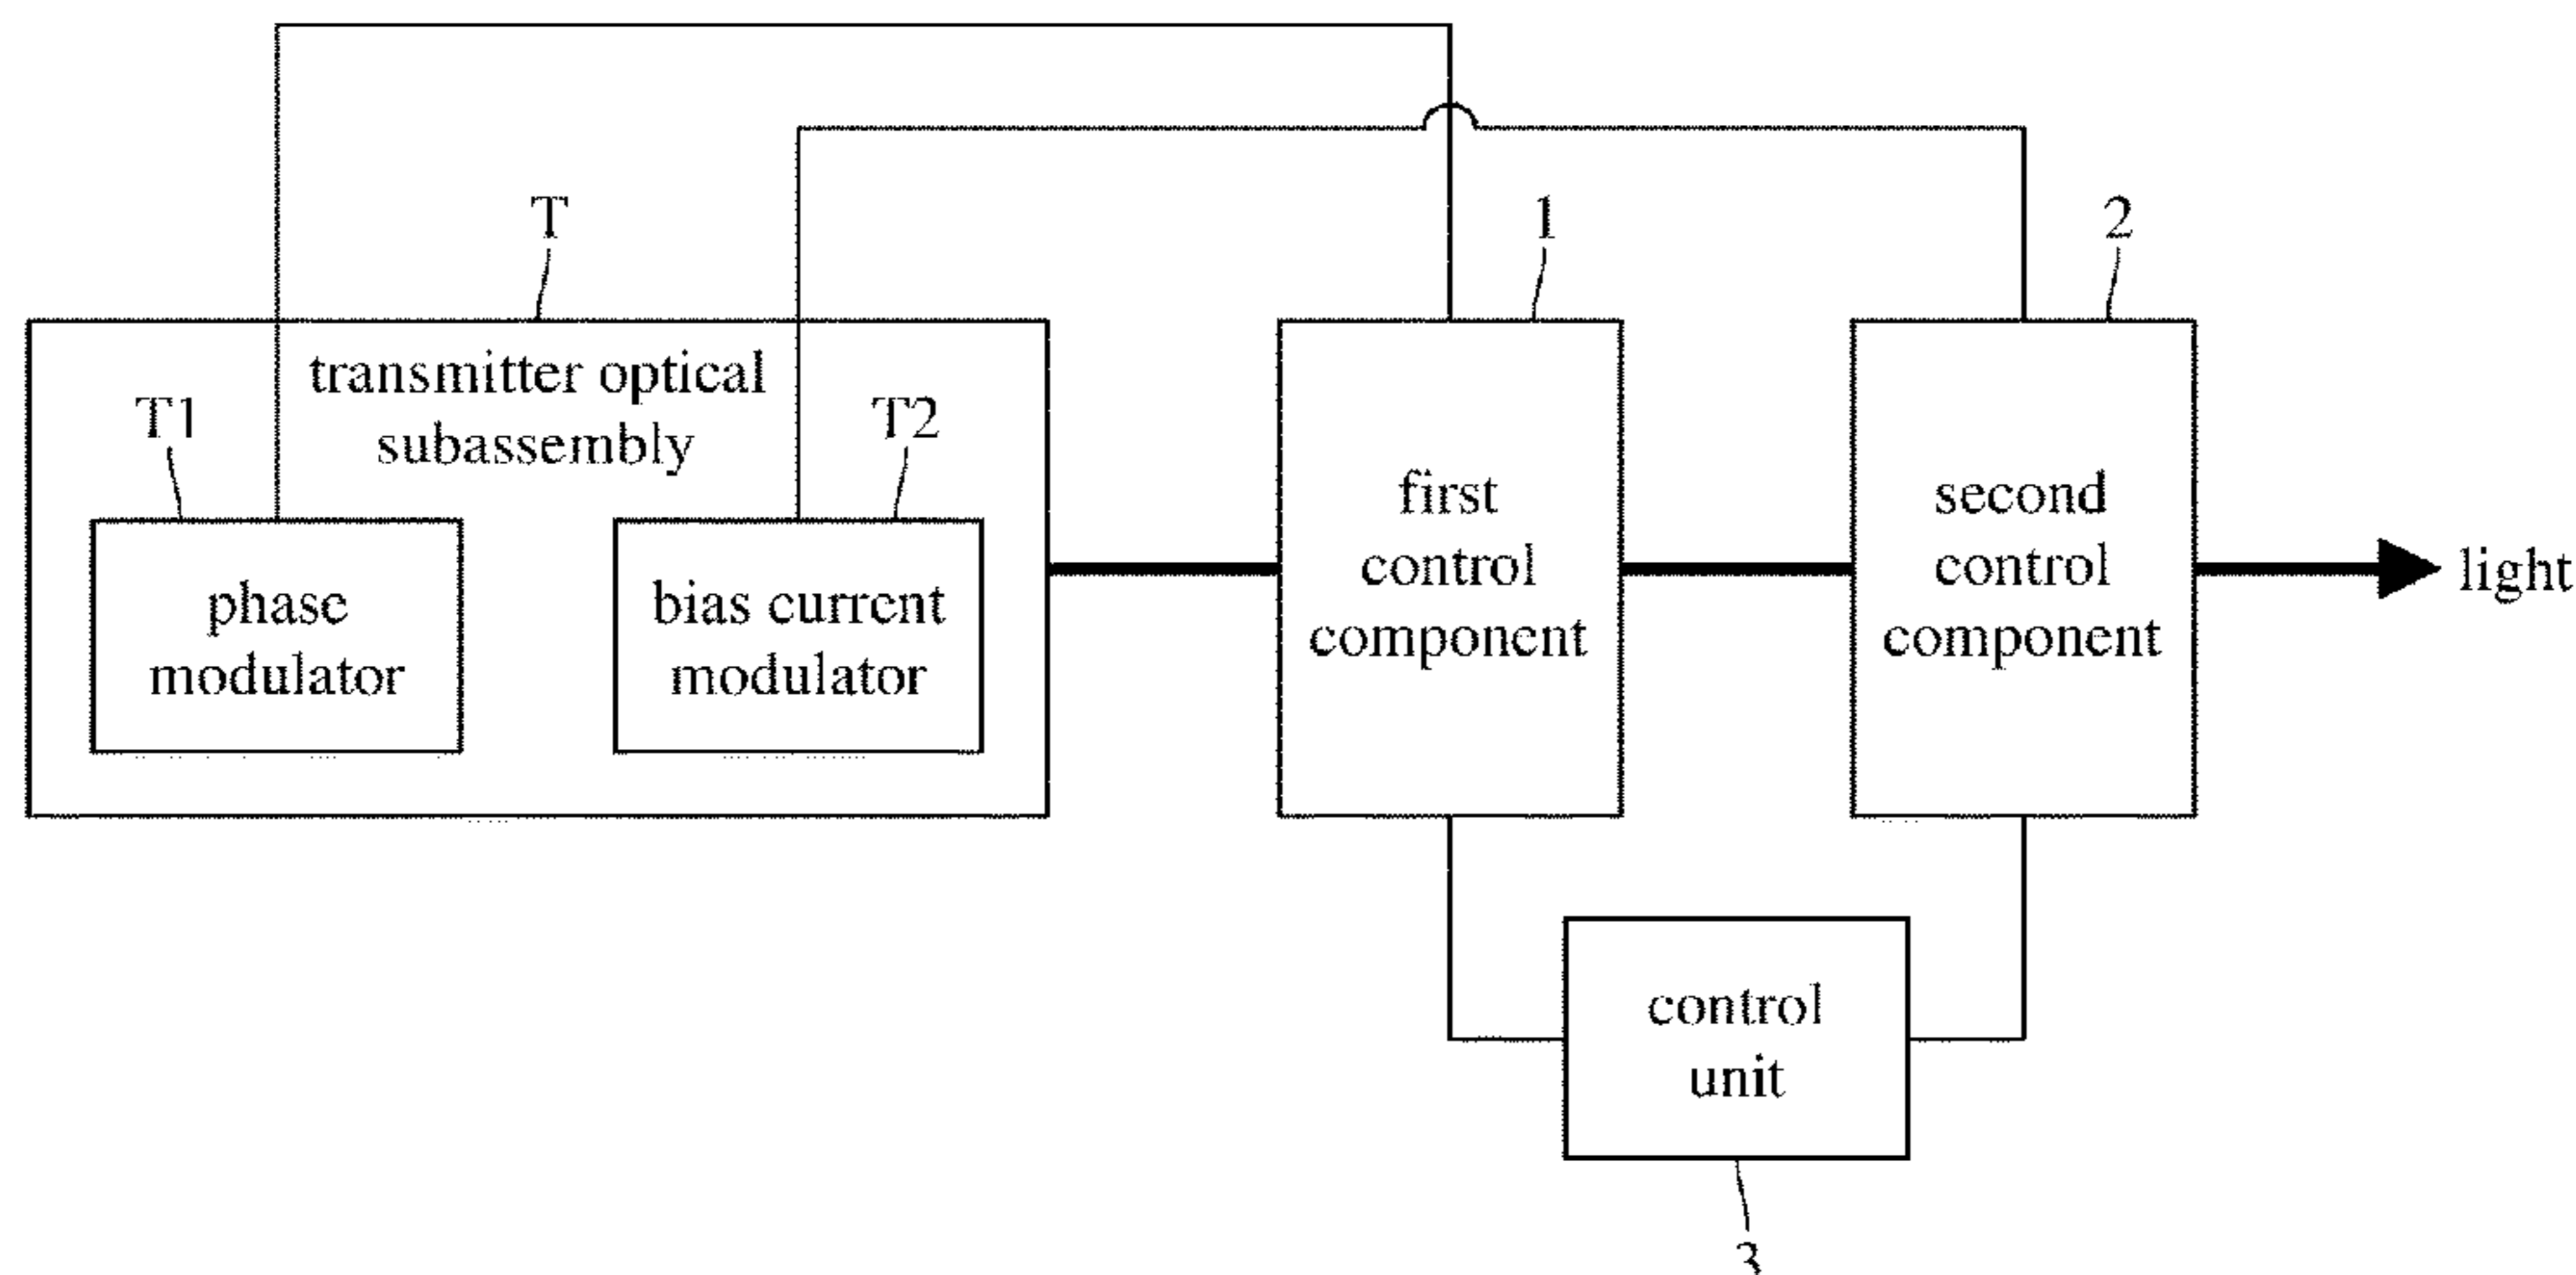 T
1
2
transmitter optical
subassembly
T1
T2
phase
modulator
bias current
modulator
first
control
component
second
control
component
light
control
unit
3